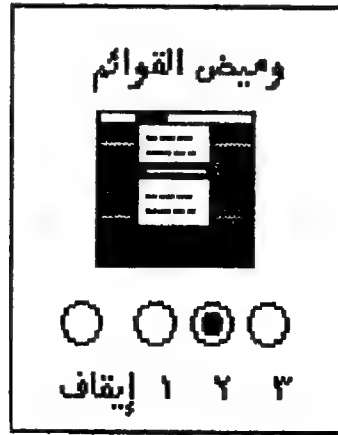 وميض القوائم
إيقاف ١ ٢ ٣